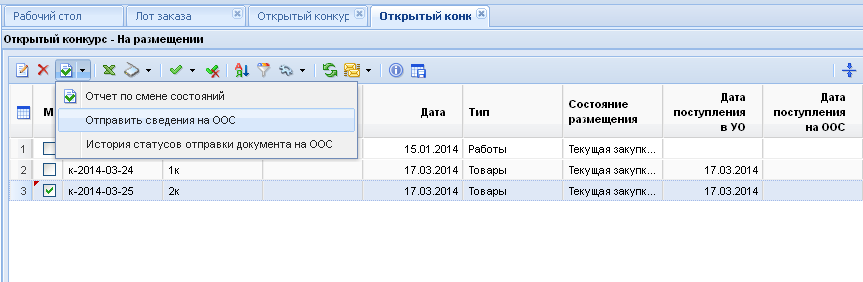 Рабочий стол Лот заказа Открытый конкур Открытый конк
Открытый конкурс - На размещении
Отчет по смене состояний
Отправить сведения на ООС
История статусов отправки документа на ООС
М Дата Тип Состояние размещения Дата поступления в УО Дата поступления на ООС
1 15.01.2014 Работы Текущая закупк...
2 к-2014-03-24 1к 17.03.2014 Товары Текущая закупк... 17.03.2014
3 к-2014-03-25 2к 17.03.2014 Товары Текущая закупк... 17.03.2014